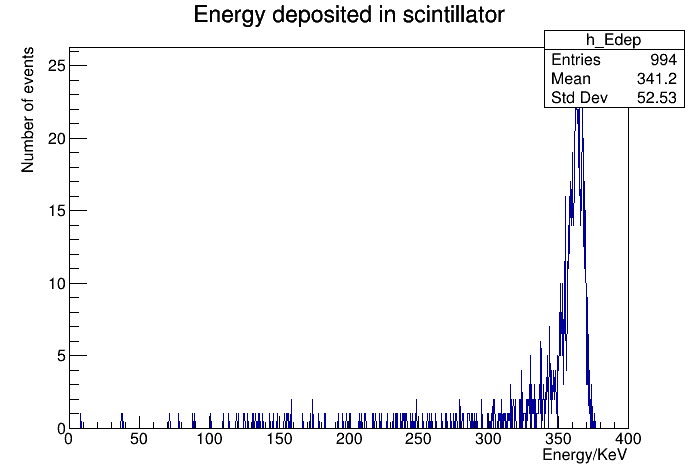 Energy deposited in scintillator
h_Edep
Entries 994
Mean 341.2
Std Dev 52.53
Number of events
25
20
15
10
5
0
0 50 100 150 200 250 300 350 400
Energy/KeV